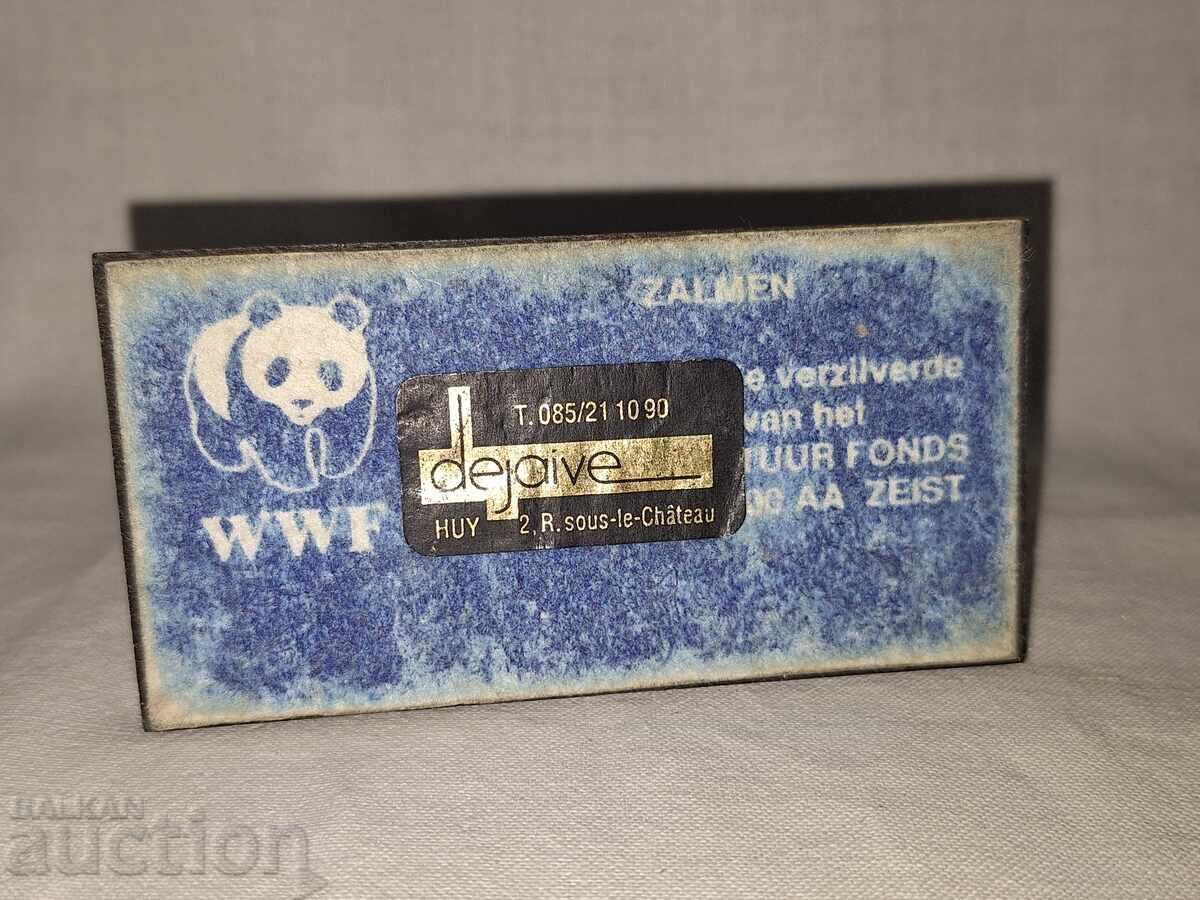 ZALMEN
e verzilverde
van het
TUUR FONDS
AA ZEIST
WWF
T. 085/21 10 90
dejaive
HUY 2, R. sous-le-Château
BALKAN
auction